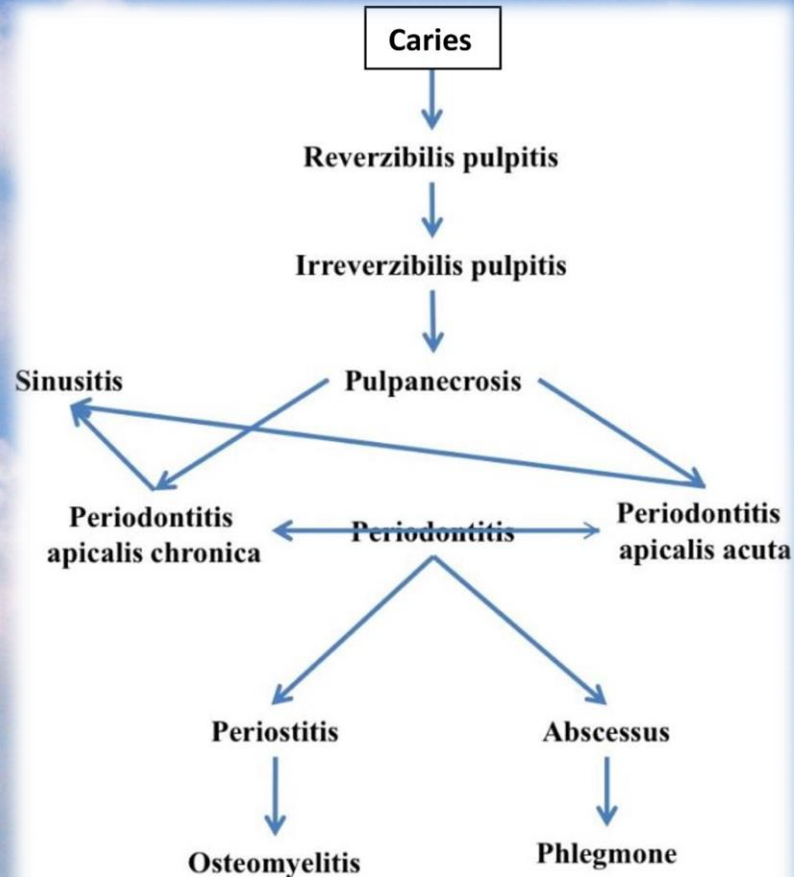 Caries
Reverzibilis pulpitis
Irreverzibilis pulpitis
Sinusitis
Pulpanecrosis
Periodontitis
apicalis chronica
Periodontitis
Periodontitis
apicalis acuta
Periostitis
Abscessus
Osteomyelitis
Phlegmone